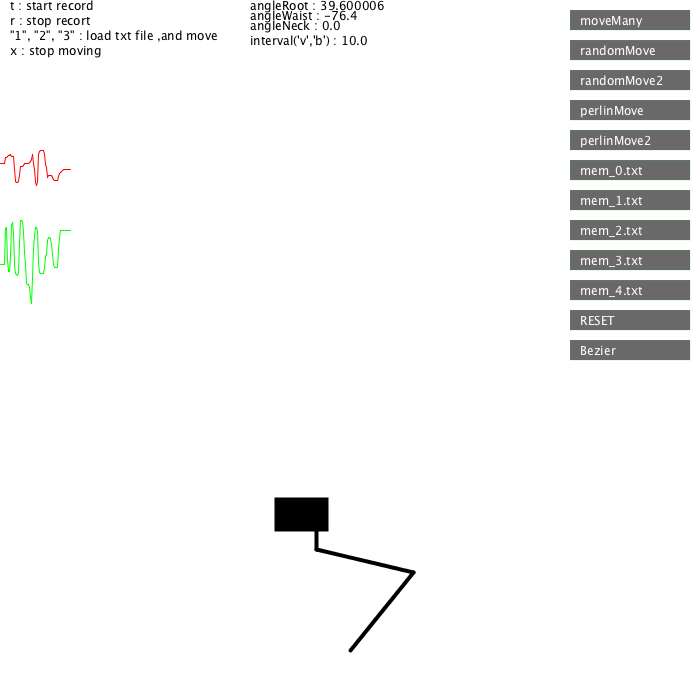 t : start record
r : stop recort
"1", "2", "3" : load txt file ,and move
x : stop moving
angleRoot : 39.600006
angleWaist : -76.4
angleNeck : 0.0
interval('v','b') : 10.0
moveMany
randomMove
randomMove2
perlinMove
perlinMove2
mem_0.txt
mem_1.txt
mem_2.txt
mem_3.txt
mem_4.txt
RESET
Bezier